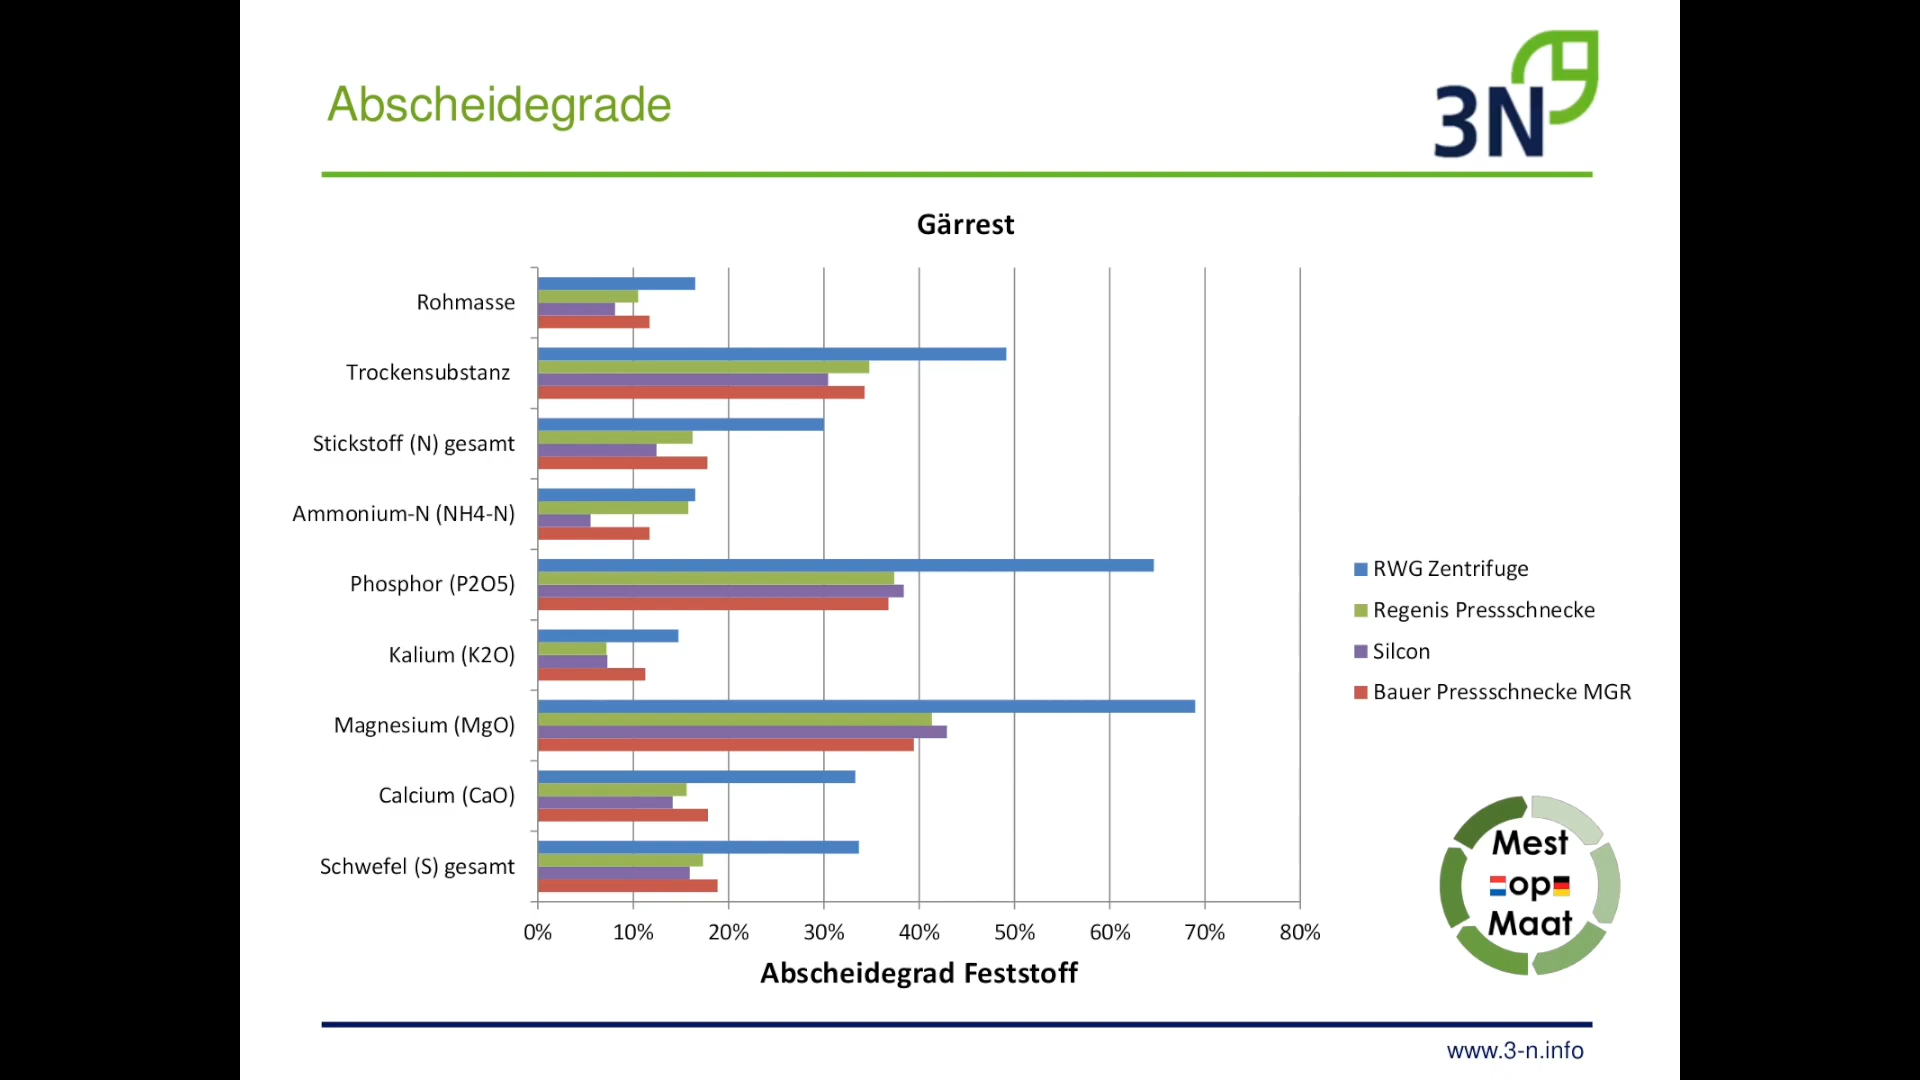 Abscheidegrade
3N
Gärrest
Rohmasse
Trockensubstanz
Stickstoff (N) gesamt
Ammonium-N (NH4-N)
Phosphor (P2O5)
Kalium (K2O)
Magnesium (MgO)
Calcium (CaO)
Schwefel (S) gesamt
0% 10% 20% 30% 40% 50% 60% 70% 80%
Abscheidegrad Feststoff
RWG Zentrifuge
Regenis Pressschnecke
Silcon
Bauer Pressschnecke MGR
Mest
op
Maat
www.3-n.info